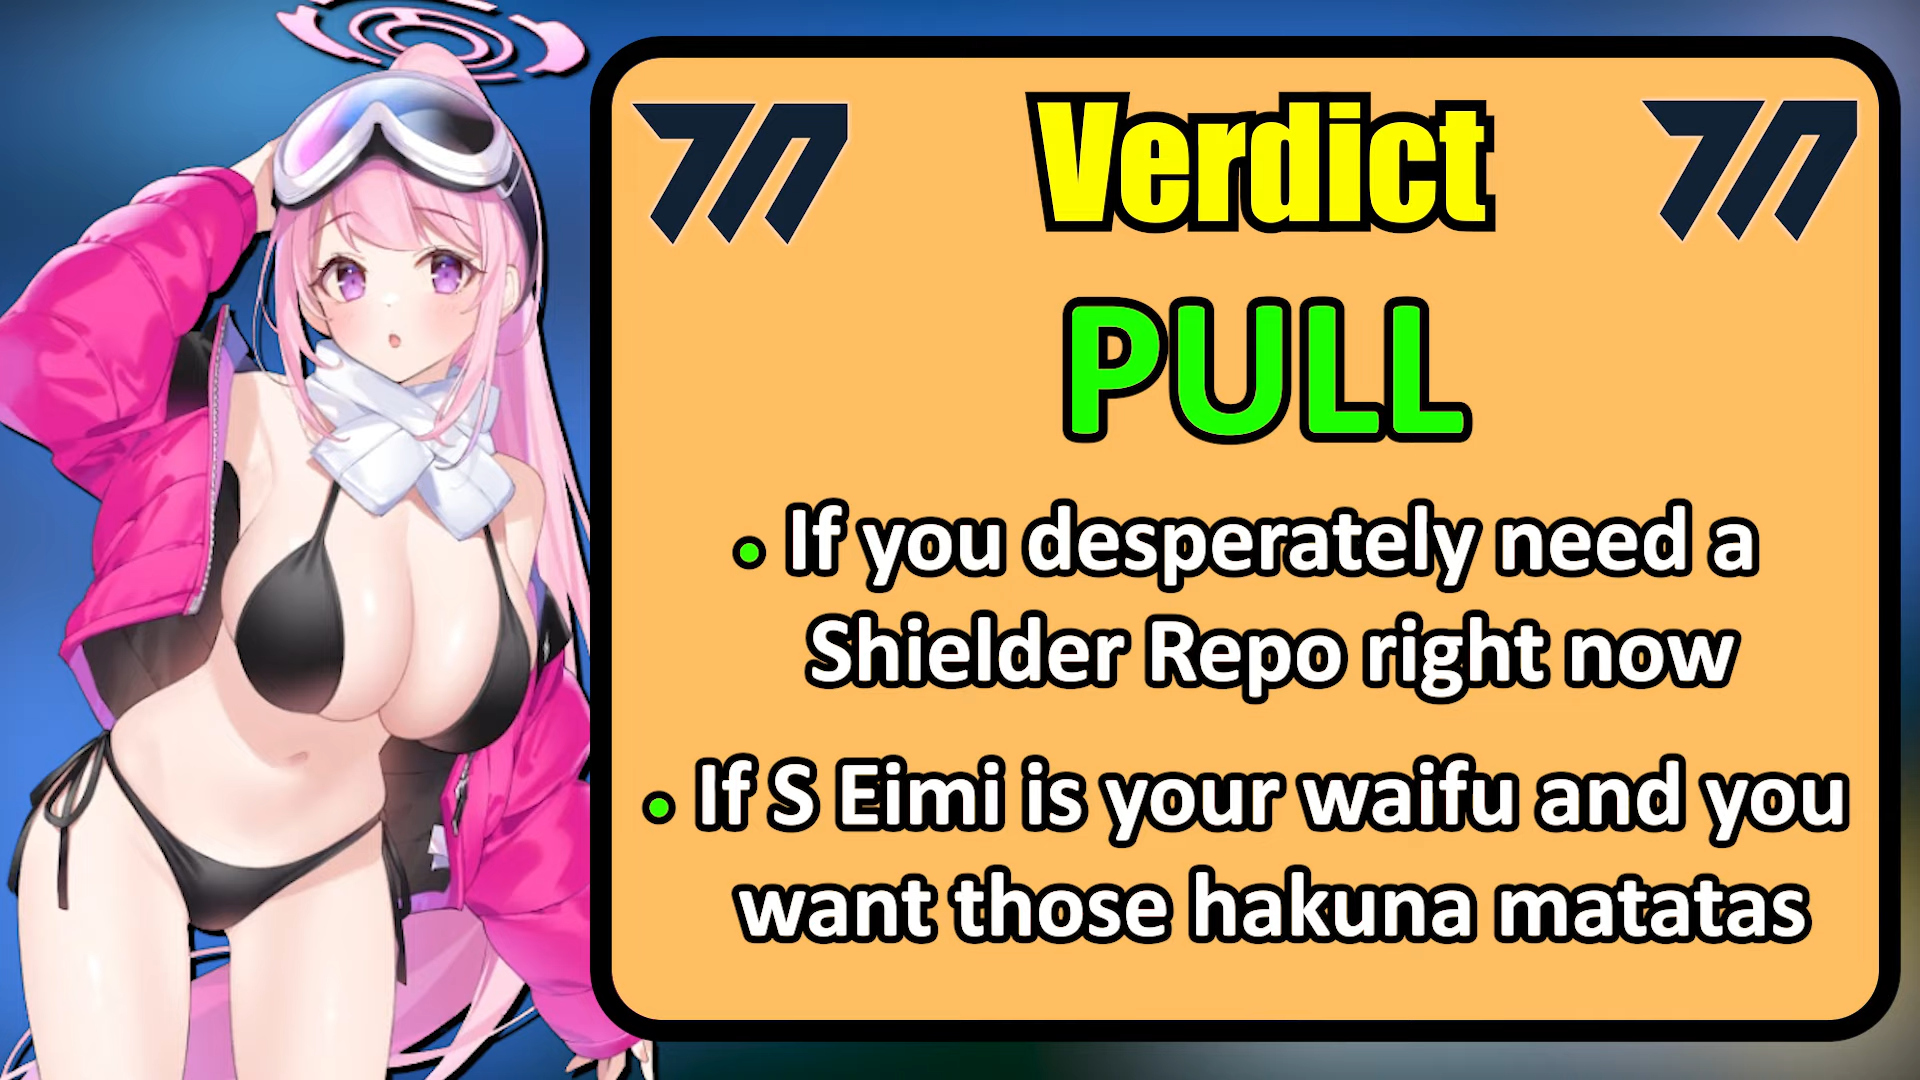 Verdict
PULL
• If you desperately need a
Shielder Repo right now
• If S Eimi is your waifu and you
want those hakuna matatas